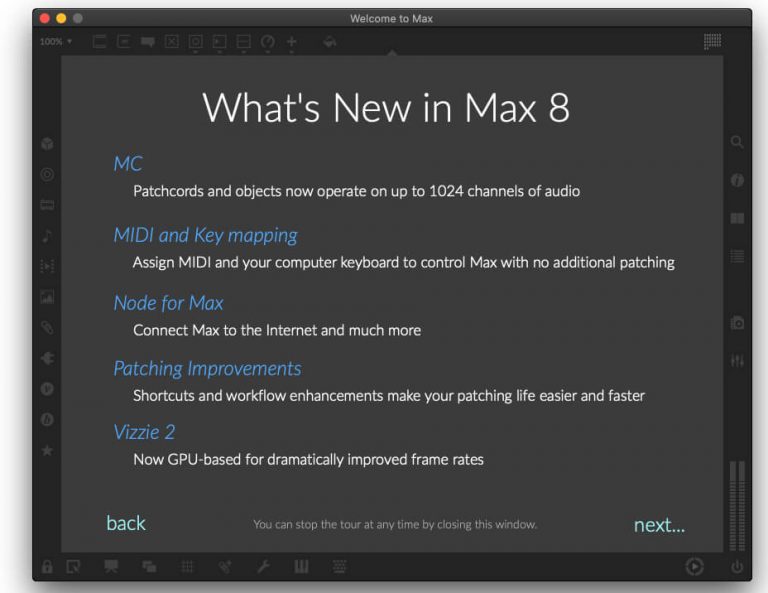 Welcome to Max
100%
What's New in Max 8
MC
Patchcords and objects now operate on up to 1024 channels of audio
MIDI and Key mapping
Assign MIDI and your computer keyboard to control Max with no additional patching
Node for Max
Connect Max to the Internet and much more
Patching Improvements
Shortcuts and workflow enhancements make your patching life easier and faster
Vizzie 2
Now GPU-based for dramatically improved frame rates
back
You can stop the tour at any time by closing this window.
next...